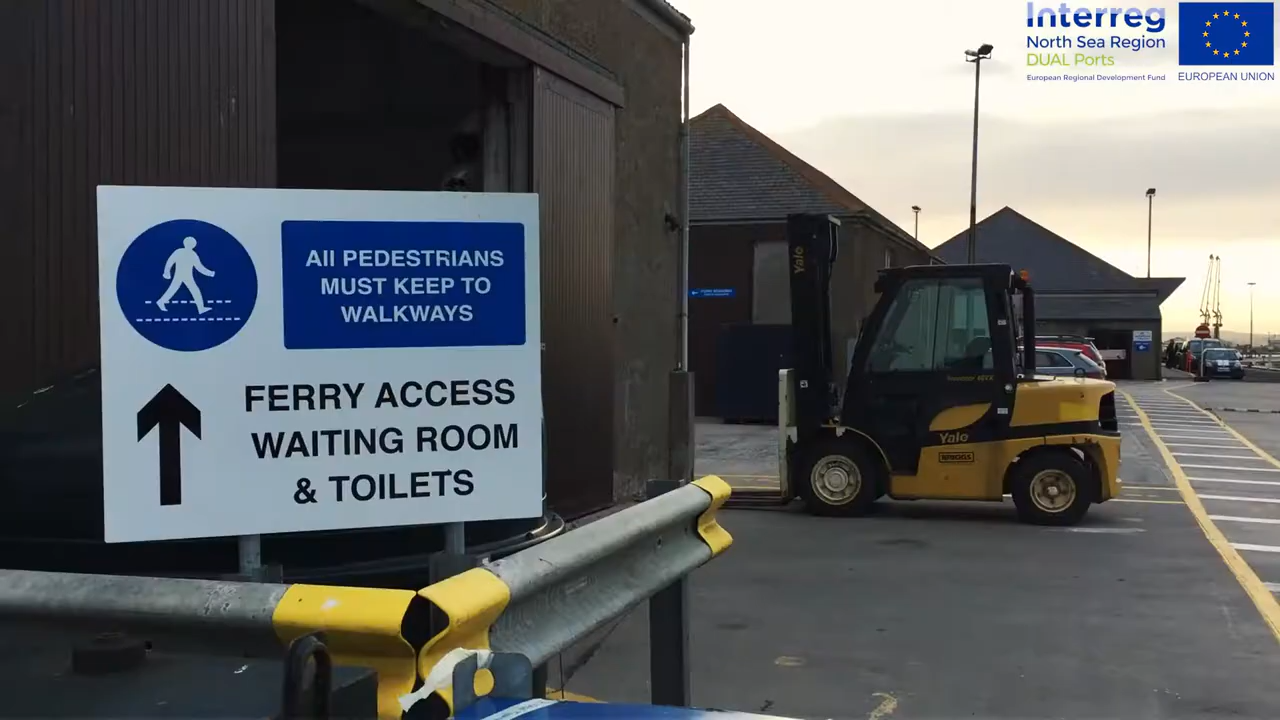 Interreg
North Sea Region
DUAL Ports
European Regional Development Fund
EUROPEAN UNION
All PEDESTRIANS
MUST KEEP TO
WALKWAYS
FERRY ACCESS
WAITING ROOM
& TOILETS
Yale
Yale
BRIGGS